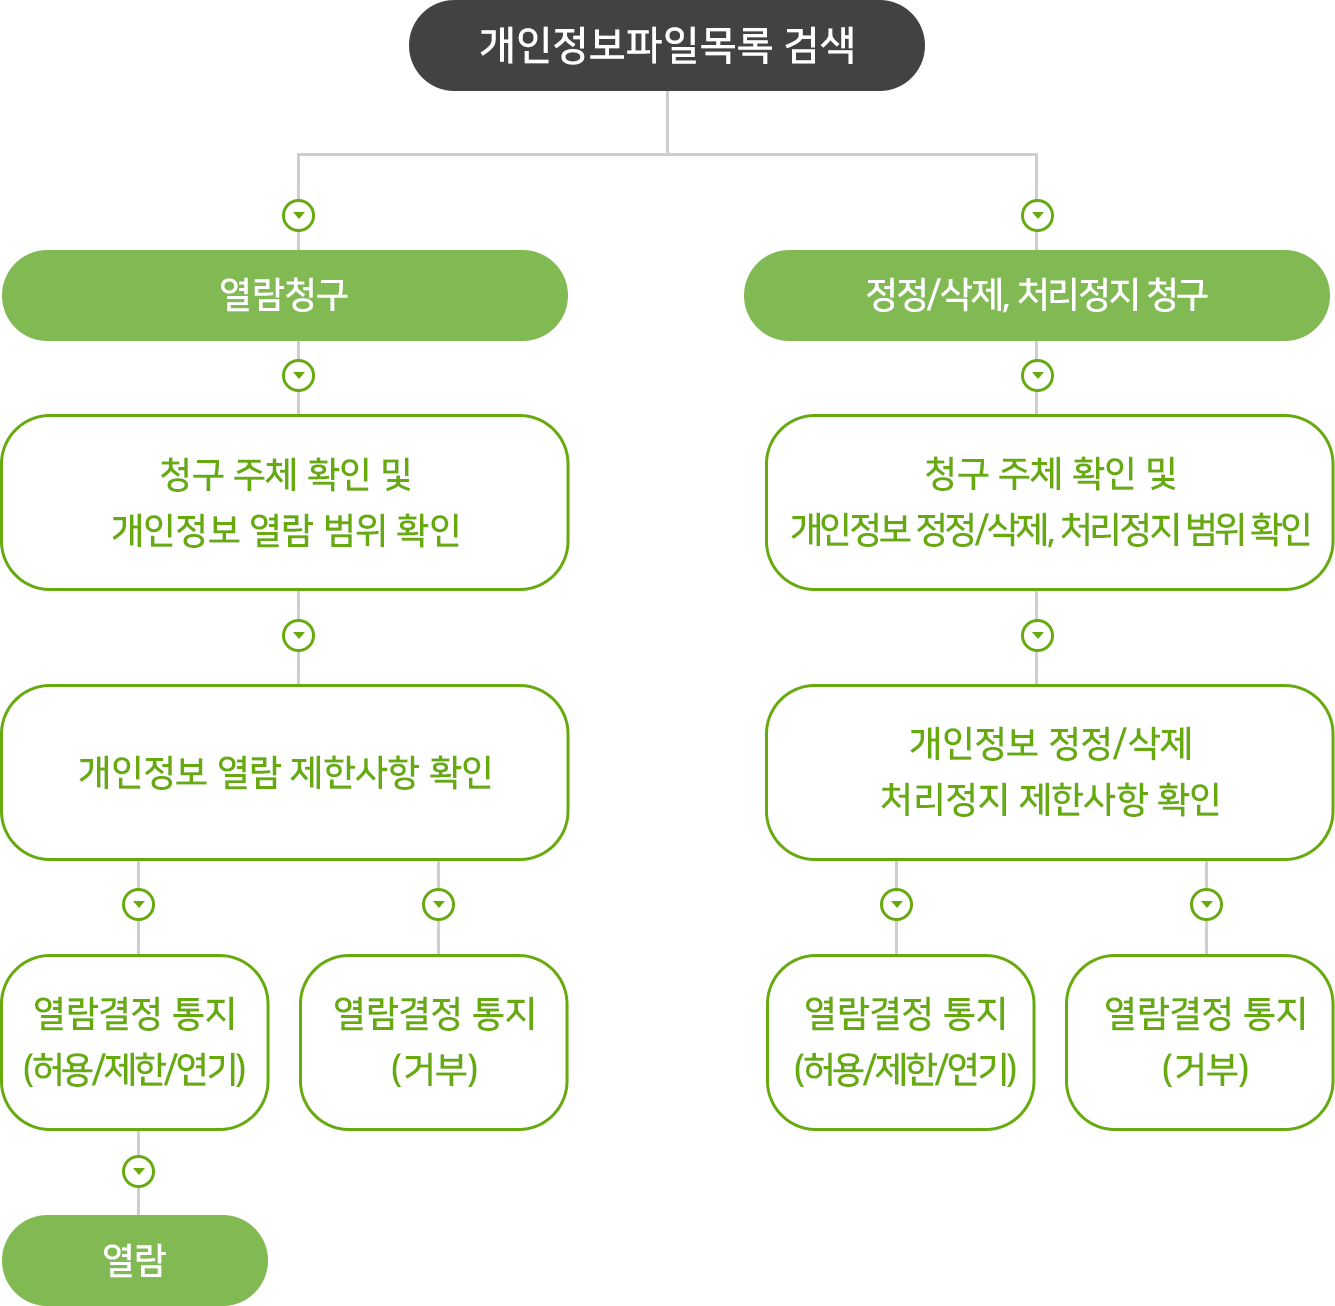 개인정보파일목록 검색
열람청구
정정/삭제, 처리정지 청구
청구 주체 확인 및
개인정보 열람 범위 확인
청구 주체 확인 및
개인정보 정정/삭제, 처리정지 범위 확인
개인정보 열람 제한사항 확인
개인정보 정정/삭제
처리정지 제한사항 확인
열람결정 통지
(허용/제한/연기)
열람결정 통지
(거부)
열람결정 통지
(허용/제한/연기)
열람결정 통지
(거부)
열람